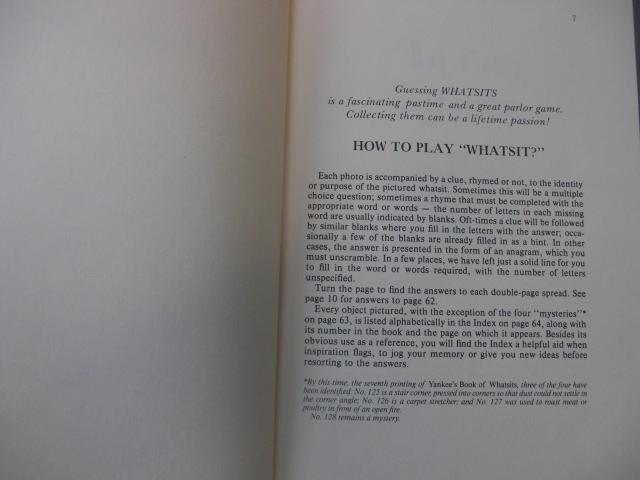 7
Guessing WHATSITS
is a fascinating pastime and a great parlor game.
Collecting them can be a lifetime passion!
HOW TO PLAY "WHATSIT?"
Each photo is accompanied by a clue, rhymed or not, to the identity
or purpose of the pictured whatsit. Sometimes this will be a multiple
choice question; sometimes a rhyme that must be completed with the
appropriate word or words — the number of letters in each missing
word are usually indicated by blanks. Oft-times a clue will be followed
by similar blanks where you fill in the letters with the answer; occa-
sionally a few of the blanks are already filled in as a hint. In other
cases, the answer is presented in the form of an anagram, which you
must unscramble. In a few places, we have left just a solid line for you
to fill in the word or words required, with the number of letters
unspecified.
Turn the page to find the answers to each double-page spread. See
page 10 for answers to page 62.
Every object pictured, with the exception of the four "mysteries"*
on page 63, is listed alphabetically in the Index on page 64, along with
its number in the book and the page on which it appears. Besides its
obvious use as a reference, you will find the Index a helpful aid when
inspiration flags, to jog your memory or give you new ideas before
resorting to the answers.
*By this time, the seventh printing of Yankee's Book of Whatsits, three of the four have
been identified: No. 125 is a stair corner, pressed into corners so that dust could not settle in
the corner angle; No. 126 is a carpet stretcher; and No. 127 was used to roast meat or
poultry in front of an open fire.
No. 128 remains a mystery.